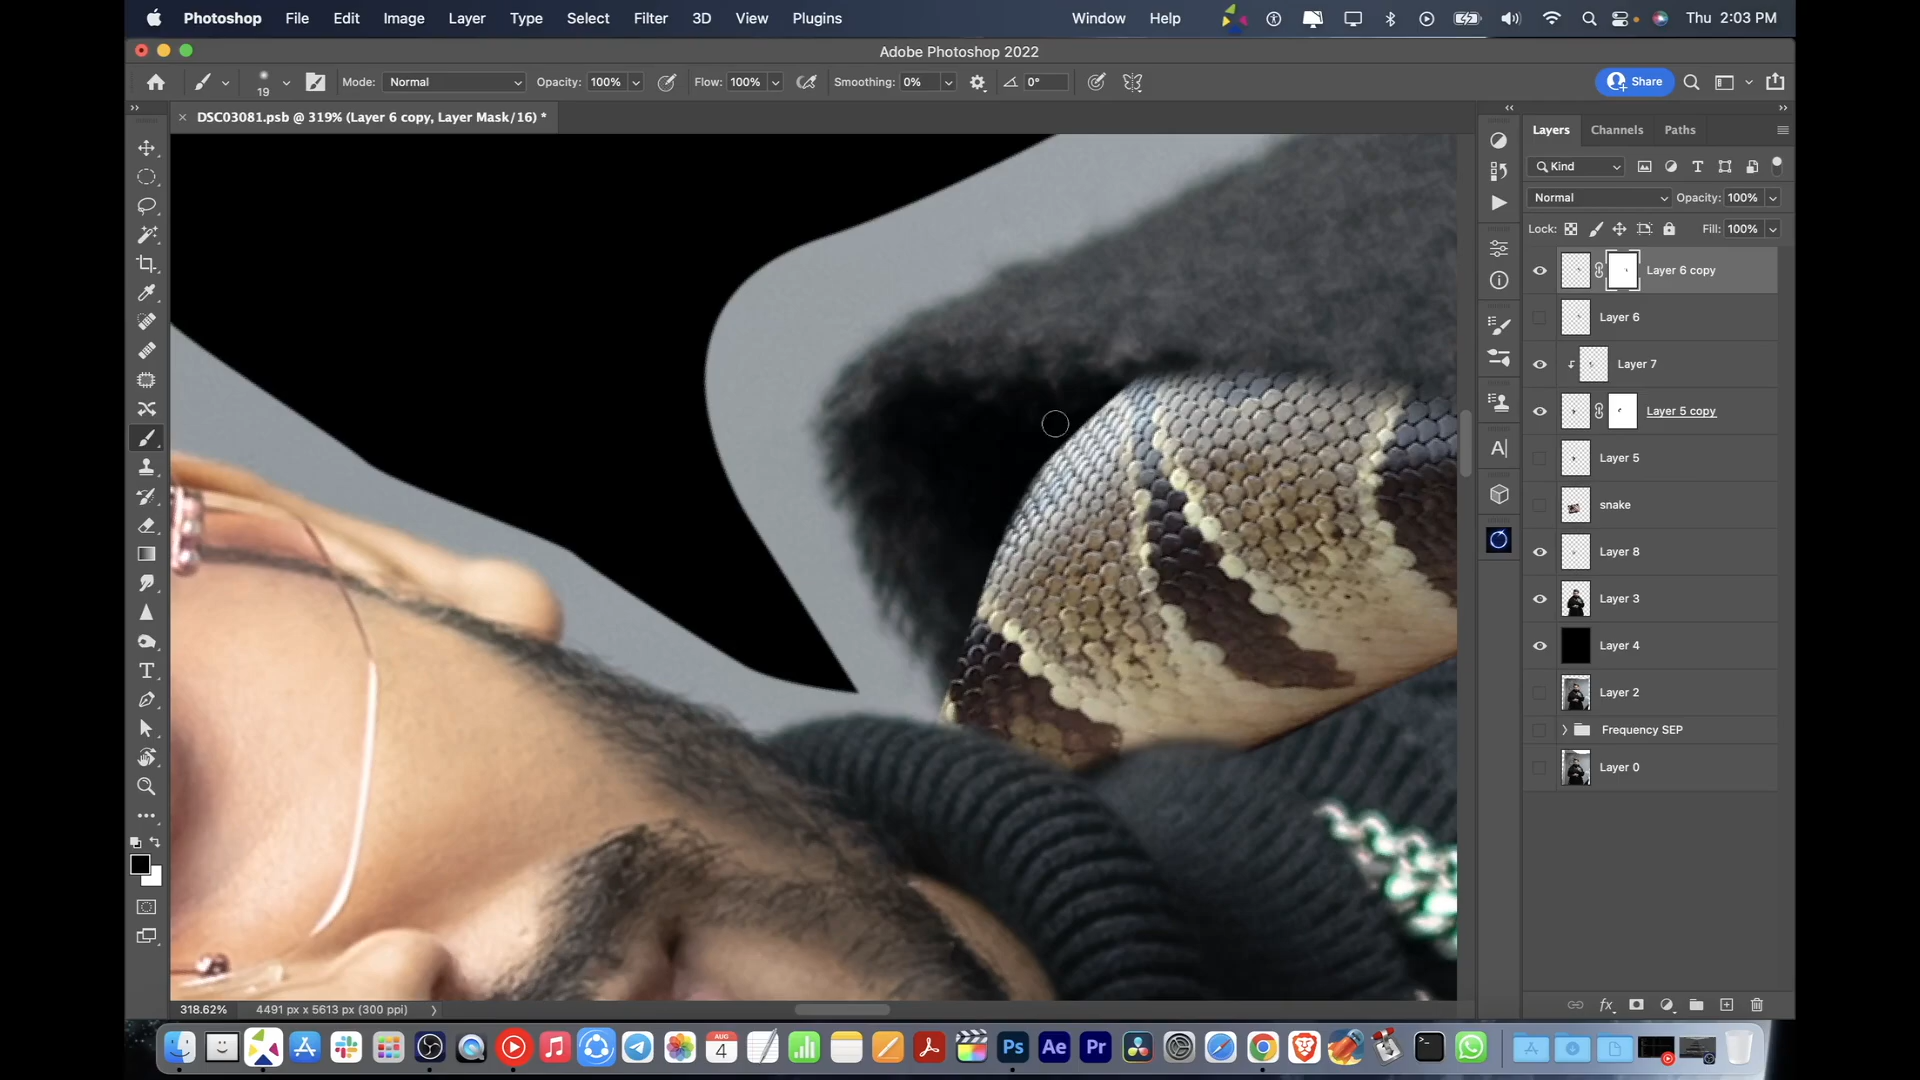 Photoshop File Edit Image Layer Type Select Filter 3D View Plugins Window Help Thu 2:03 PM
Adobe Photoshop 2022
19 Mode: Normal Opacity: 100% Flow: 100% Smoothing: 0% 0° Share
DSC03081.psb @ 319% (Layer 6 copy, Layer Mask/16) *
Layers Channels Paths
Kind
Normal Opacity: 100%
Lock: Fill: 100%
Layer 6 copy
Layer 6
Layer 7
Layer 5 copy
Layer 5
snake
Layer 8
Layer 3
Layer 4
Layer 2
Frequency SEP
Layer 0
318.62% 4491 px x 5613 px (300 ppi)
AUG
4
Ps Ae Pr